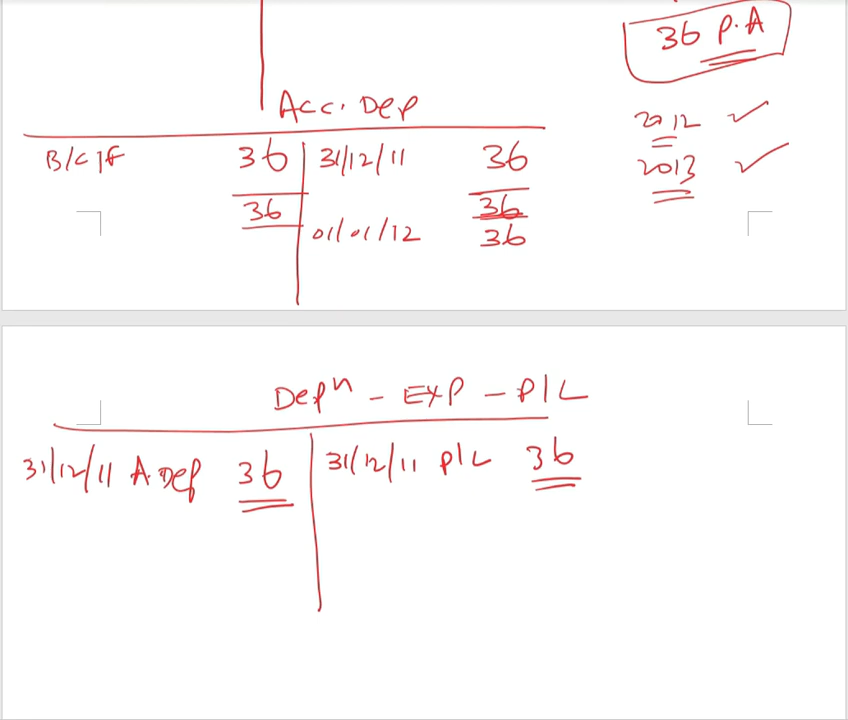 36 P.A
Acc. Dep
B/C/F 36 31/12/11 36
36 36
01/01/12 36
2012
2013
Depn - EXP - P/L
31/12/11 A.Dep 36 31/12/11 P/L 36